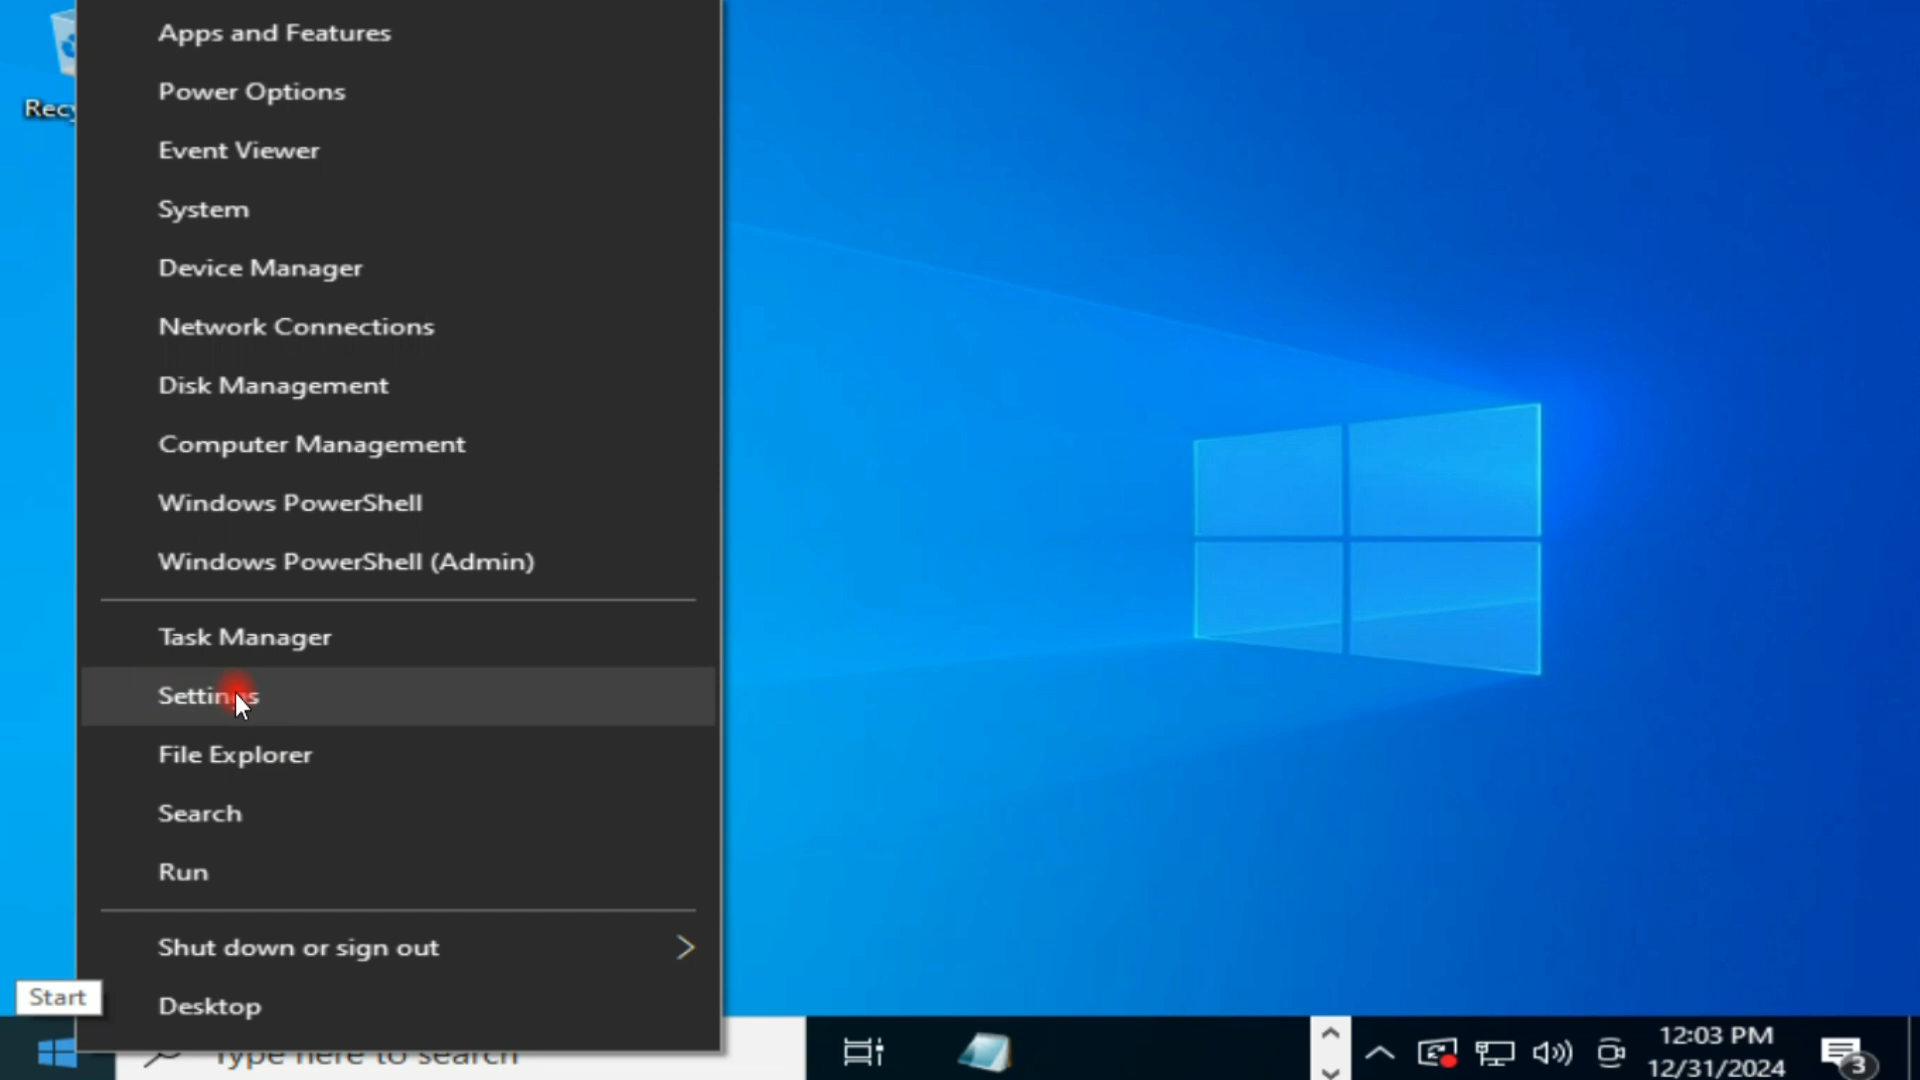 Recy
Apps and Features
Power Options
Event Viewer
System
Device Manager
Network Connections
Disk Management
Computer Management
Windows PowerShell
Windows PowerShell (Admin)
Task Manager
Settings
File Explorer
Search
Run
Shut down or sign out
Desktop
Start
Type here to search
12:03 PM
12/31/2024
3